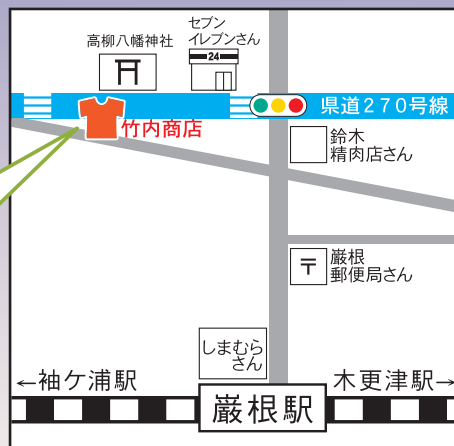 セブン
イレブンさん
高柳八幡神社
24
県道270号線
竹内商店
鈴木
精肉店さん
〒
巌根
郵便局さん
しまむら
さん
←袖ケ浦駅
木更津駅→
巌根駅